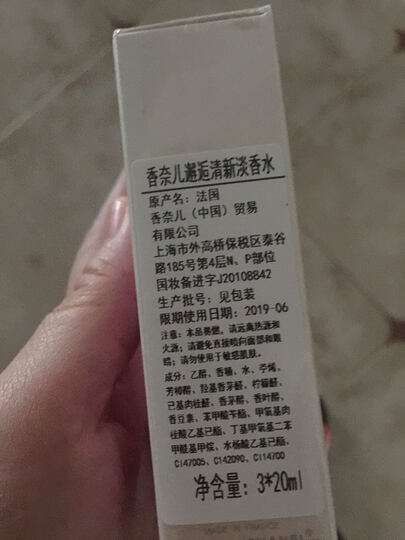 香奈儿邂逅清新淡香水
原产名：法国
香奈儿（中国）贸易
有限公司
上海市外高桥保税区泰谷
路185号第4层N、P部位
国妆备进字J20108842
生产批号：见包装
限期使用日期：2019-06
注意：本品易燃。请远离热源和
火源；请避免直接喷向面部和眼
睛；请勿使用于敏感肌肤。
成分：乙醇、香精、水、苧烯、
芳樟醇、羟基香茅醛、柠檬醛、
己基肉桂醛、香茅醇、香叶醇、
香豆素、苯甲酸苄酯、甲氧基肉
桂酸乙基己酯、丁基甲氧基二苯
甲酰基甲烷、水杨酸乙基己酯、
CI47005、CI42090、CI14700
净含量：3*20ml
MADE IN FRANCE